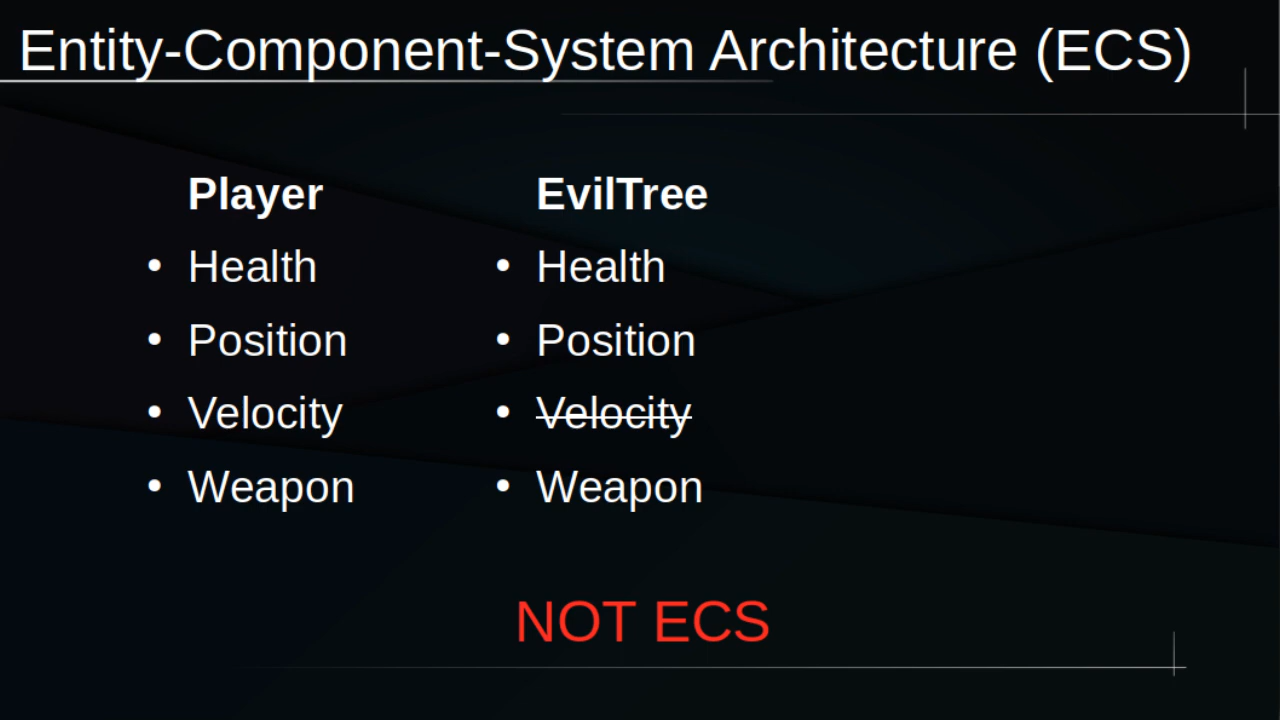 Entity-Component-System Architecture (ECS)
Player
• Health
• Position
• Velocity
• Weapon
EvilTree
• Health
• Position
• Velocity
• Weapon
NOT ECS